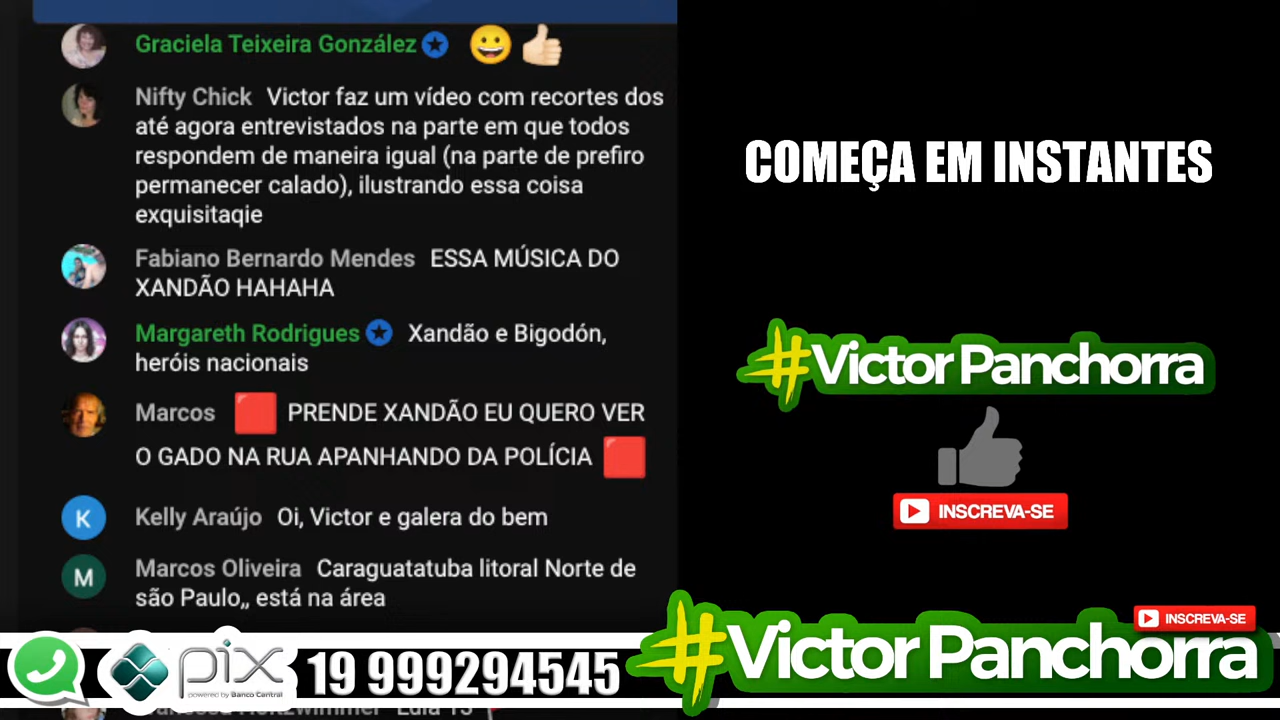 Graciela Teixeira González
Nifty Chick Victor faz um vídeo com recortes dos
até agora entrevistados na parte em que todos
respondem de maneira igual (na parte de prefiro
permanecer calado), ilustrando essa coisa
exquisitaqie
Fabiano Bernardo Mendes ESSA MÚSICA DO
XANDÃO HAHAHA
Margareth Rodrigues Xandão e Bigodón,
heróis nacionais
Marcos PRENDE XANDÃO EU QUERO VER
O GADO NA RUA APANHANDO DA POLÍCIA
Kelly Araújo Oi, Victor e galera do bem
K
Marcos Oliveira Caraguatatuba litoral Norte de
são Paulo,, está na área
M
COMEÇA EM INSTANTES
#Victor Panchorra
INSCREVA-SE
pix
powered by Banco Central
19 999294545
#Victor Panchorra
INSCREVA-SE